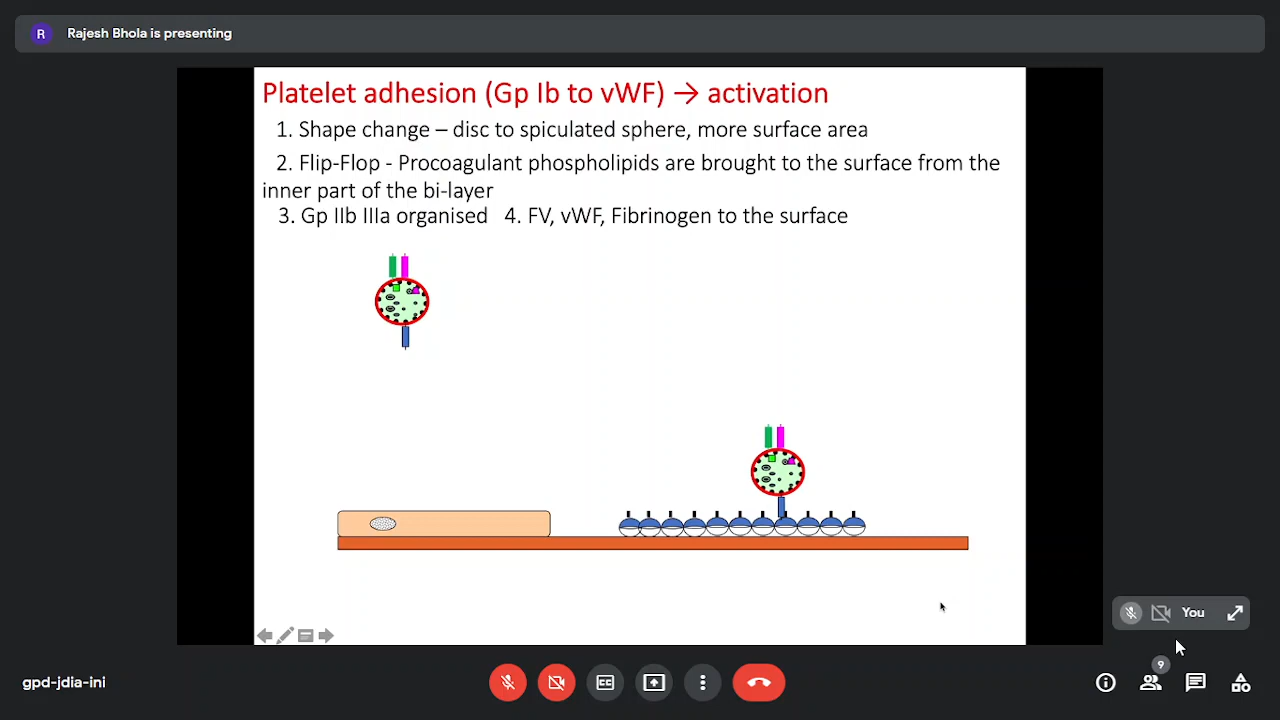 R Rajesh Bhola is presenting
Platelet adhesion (Gp Ib to vWF) → activation
1. Shape change – disc to spiculated sphere, more surface area
2. Flip-Flop - Procoagulant phospholipids are brought to the surface from the
inner part of the bi-layer
3. Gp IIb IIIa organised 4. FV, vWF, Fibrinogen to the surface
You
9
gpd-jdia-ini
CC